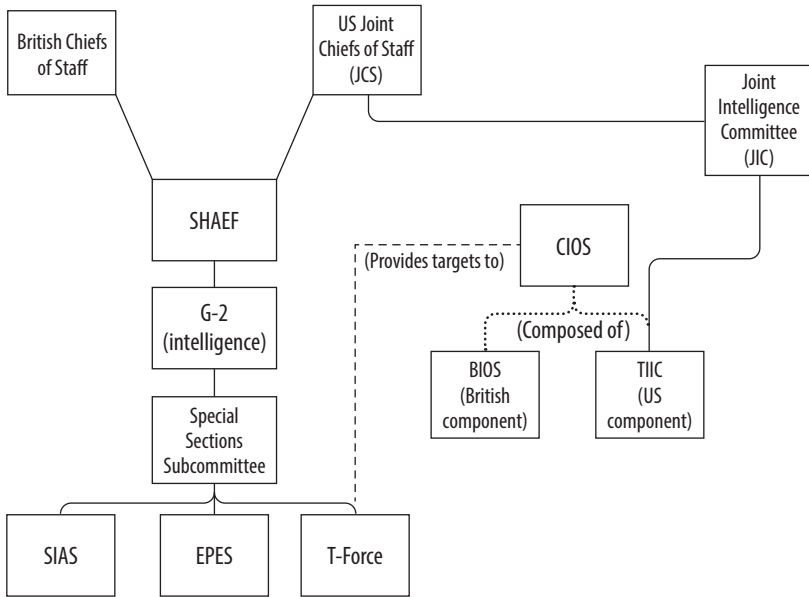 British Chiefs
of Staff
US Joint
Chiefs of Staff
(JCS)
Joint
Intelligence
Committee
(JIC)
SHAEF
CIOS
(Provides targets to)
G-2
(intelligence)
(Composed of)
BIOS
(British
component)
TIIC
(US
component)
Special
Sections
Subcommittee
SIAS
EPES
T-Force